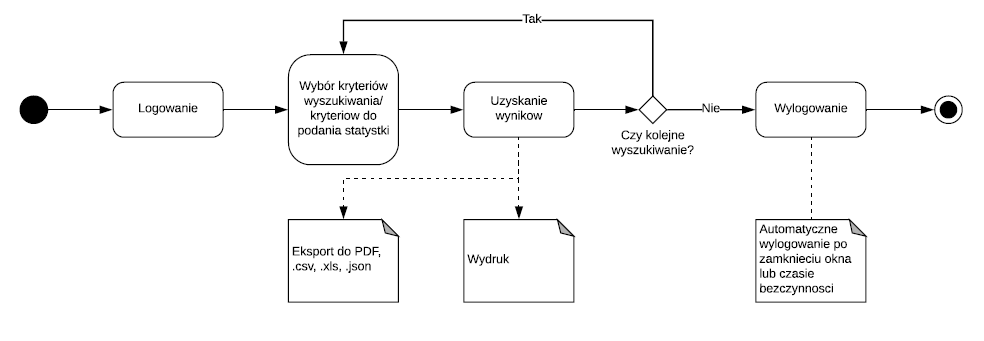 Tak
Logowanie
Wybór kryteriów
wyszukiwania/
kryteriow do
podania statystki
Uzyskanie
wynikow
Czy kolejne
wyszukiwanie?
Nie
Wylogowanie
Eksport do PDF,
.csv, .xls, .json
Wydruk
Automatyczne
wylogowanie po
zamknieciu okna
lub czasie
bezczynnosci